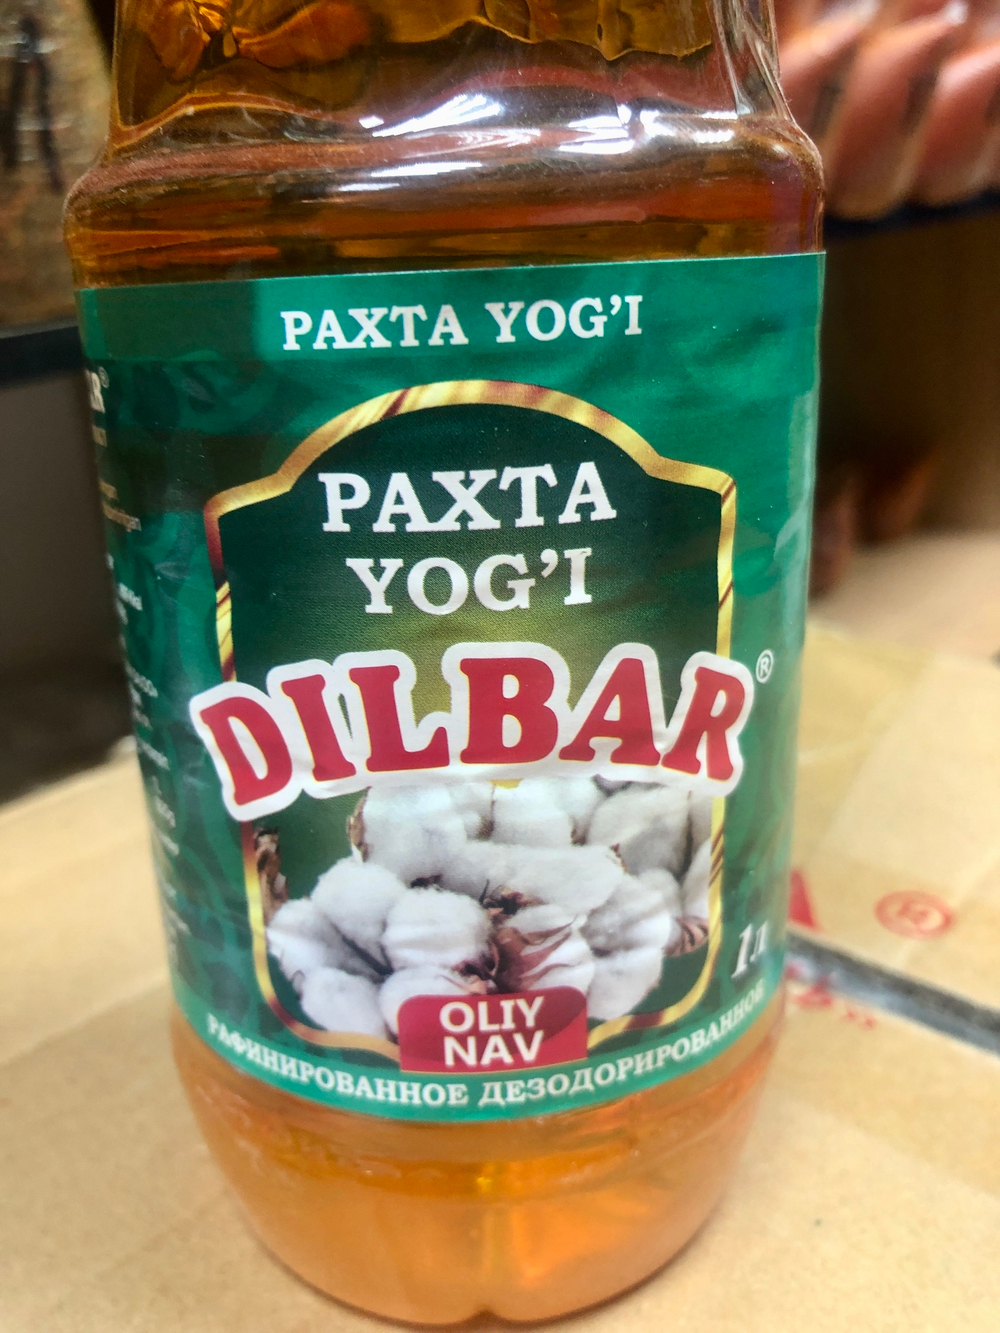 PAXTA YOG'I
PAXTA
YOG'I
DILBAR®
1л
OLIY
NAV
РАФИНИРОВАННОЕ ДЕЗОДОРИРОВАННОЕ